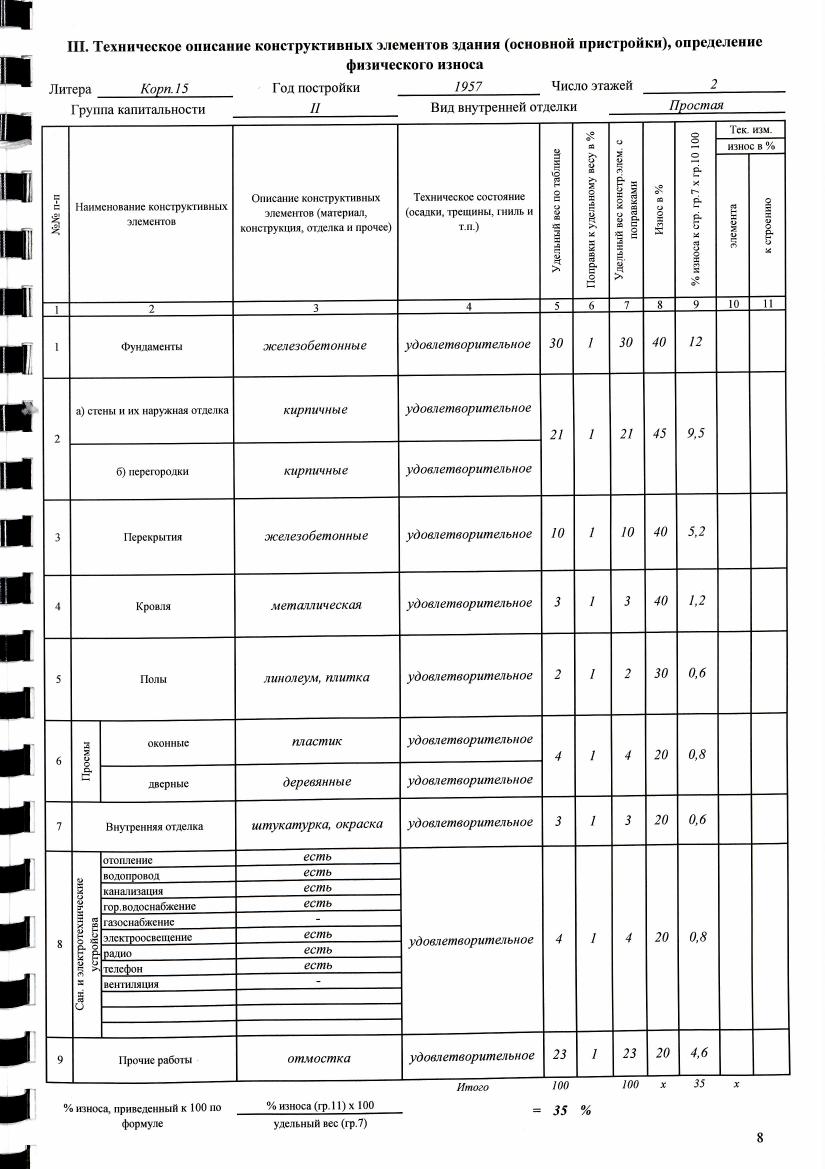 III. Техническое описание конструктивных элементов здания (основной пристройки), определение
физического износа
Литера Корп.15 Год постройки 1957 Число этажей 2
Группа капитальности II Вид внутренней отделки Простая
№№ п-п
Наименование конструктивных
элементов
Описание конструктивных
элементов (материал,
конструкция, отделка и прочее)
Техническое состояние
(осадки, трещины, гниль и
т.п.)
Удельный вес по таблице
Поправки к удельному весу в %
Удельный вес констр.элем. с
поправками
Износ в %
% износа к стр. гр.7 х гр.10 100
Тек. изм.
износ в %
элемента
к строению
1 2 3 4 5 6 7 8 9 10 11
1 Фундаменты железобетонные удовлетворительное 30 1 30 40 12
2
а) стены и их наружная отделка кирпичные удовлетворительное
21 1 21 45 9,5
б) перегородки кирпичные удовлетворительное
3 Перекрытия железобетонные удовлетворительное 10 1 10 40 5,2
4 Кровля металлическая удовлетворительное 3 1 3 40 1,2
5 Полы линолеум, плитка удовлетворительное 2 1 2 30 0,6
6 Проемы
оконные пластик удовлетворительное
4 1 4 20 0,8
дверные деревянные удовлетворительное
7 Внутренняя отделка штукатурка, окраска удовлетворительное 3 1 3 20 0,6
8
Сан. и электротехнические
устройства
отопление есть
водопровод есть
канализация есть
гор.водоснабжение есть
газоснабжение -
электроосвещение есть
радио есть
телефон есть
вентиляция -
удовлетворительное 4 1 4 20 0,8
9 Прочие работы отмостка удовлетворительное 23 1 23 20 4,6
Итого 100 100 х 35 х
% износа, приведенный к 100 по
формуле
% износа (гр.11) х 100
удельный вес (гр.7)
= 35 %
8